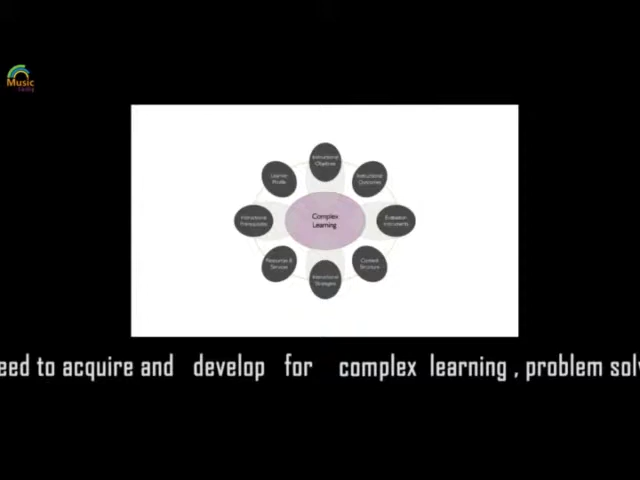 Music
Instructional
Objectives
Learner
Profile
Instructional
Outcomes
Instructional
Prerequisites
Complex
Learning
Evaluation
Instruments
Resources &
Services
Content
Structure
Instructional
Strategies
eed to acquire and develop for complex learning , problem solv